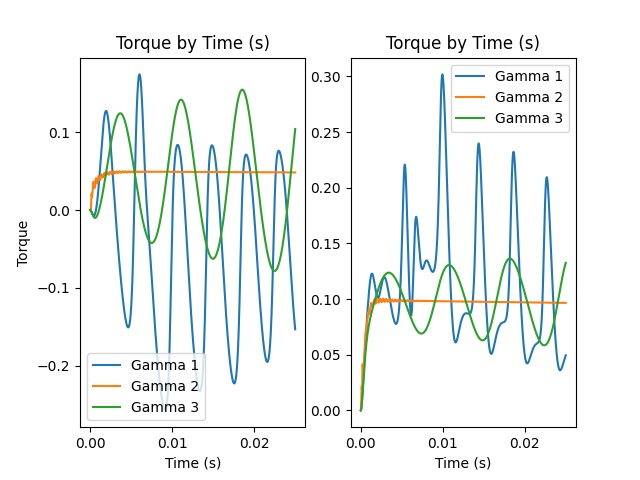 Torque by Time (s)
Torque
0.1
0.0
−0.1
−0.2
Gamma 1
Gamma 2
Gamma 3
0.00
0.01
0.02
Time (s)
Torque by Time (s)
0.30
0.25
0.20
0.15
0.10
0.05
0.00
Gamma 1
Gamma 2
Gamma 3
0.00
0.01
0.02
Time (s)